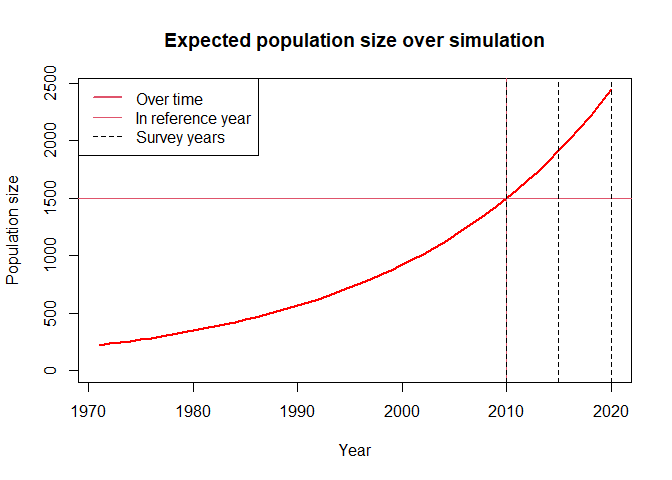 Expected population size over simulation
Over time
In reference year
Survey years
Population size
2500
2000
1500
1000
500
0
1970 1980 1990 2000 2010 2020
Year